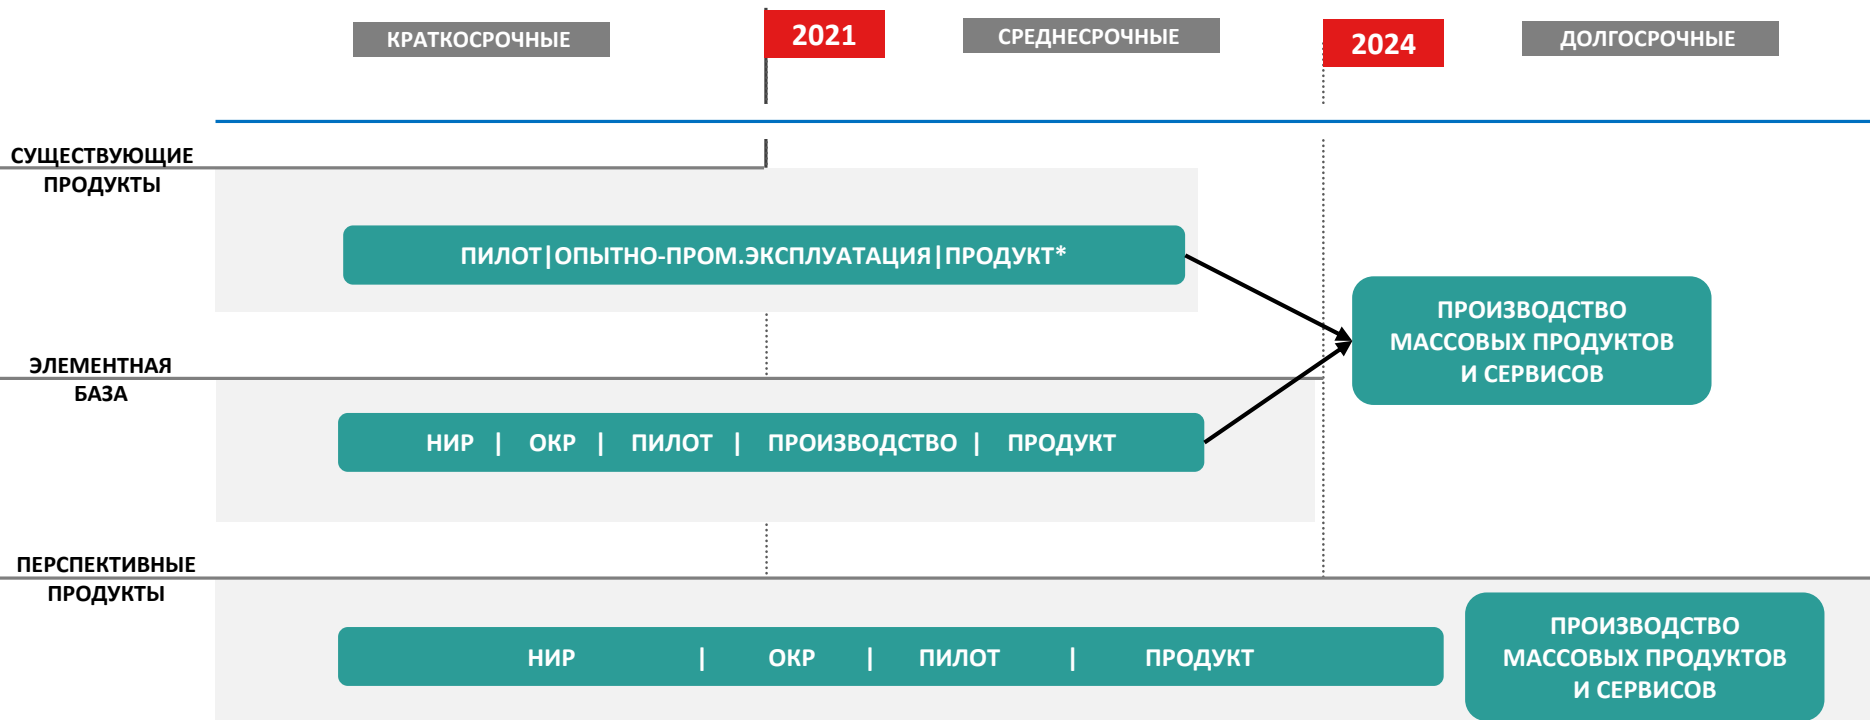 КРАТКОСРОЧНЫЕ
2021
СРЕДНЕСРОЧНЫЕ
2024
ДОЛГОСРОЧНЫЕ
СУЩЕСТВУЮЩИЕ
ПРОДУКТЫ
ПИЛОТ|ОПЫТНО-ПРОМ.ЭКСПЛУАТАЦИЯ|ПРОДУКТ*
ПРОИЗВОДСТВО
МАССОВЫХ ПРОДУКТОВ
И СЕРВИСОВ
ЭЛЕМЕНТНАЯ
БАЗА
НИР | ОКР | ПИЛОТ | ПРОИЗВОДСТВО | ПРОДУКТ
ПЕРСПЕКТИВНЫЕ
ПРОДУКТЫ
НИР | ОКР | ПИЛОТ | ПРОДУКТ
ПРОИЗВОДСТВО
МАССОВЫХ ПРОДУКТОВ
И СЕРВИСОВ